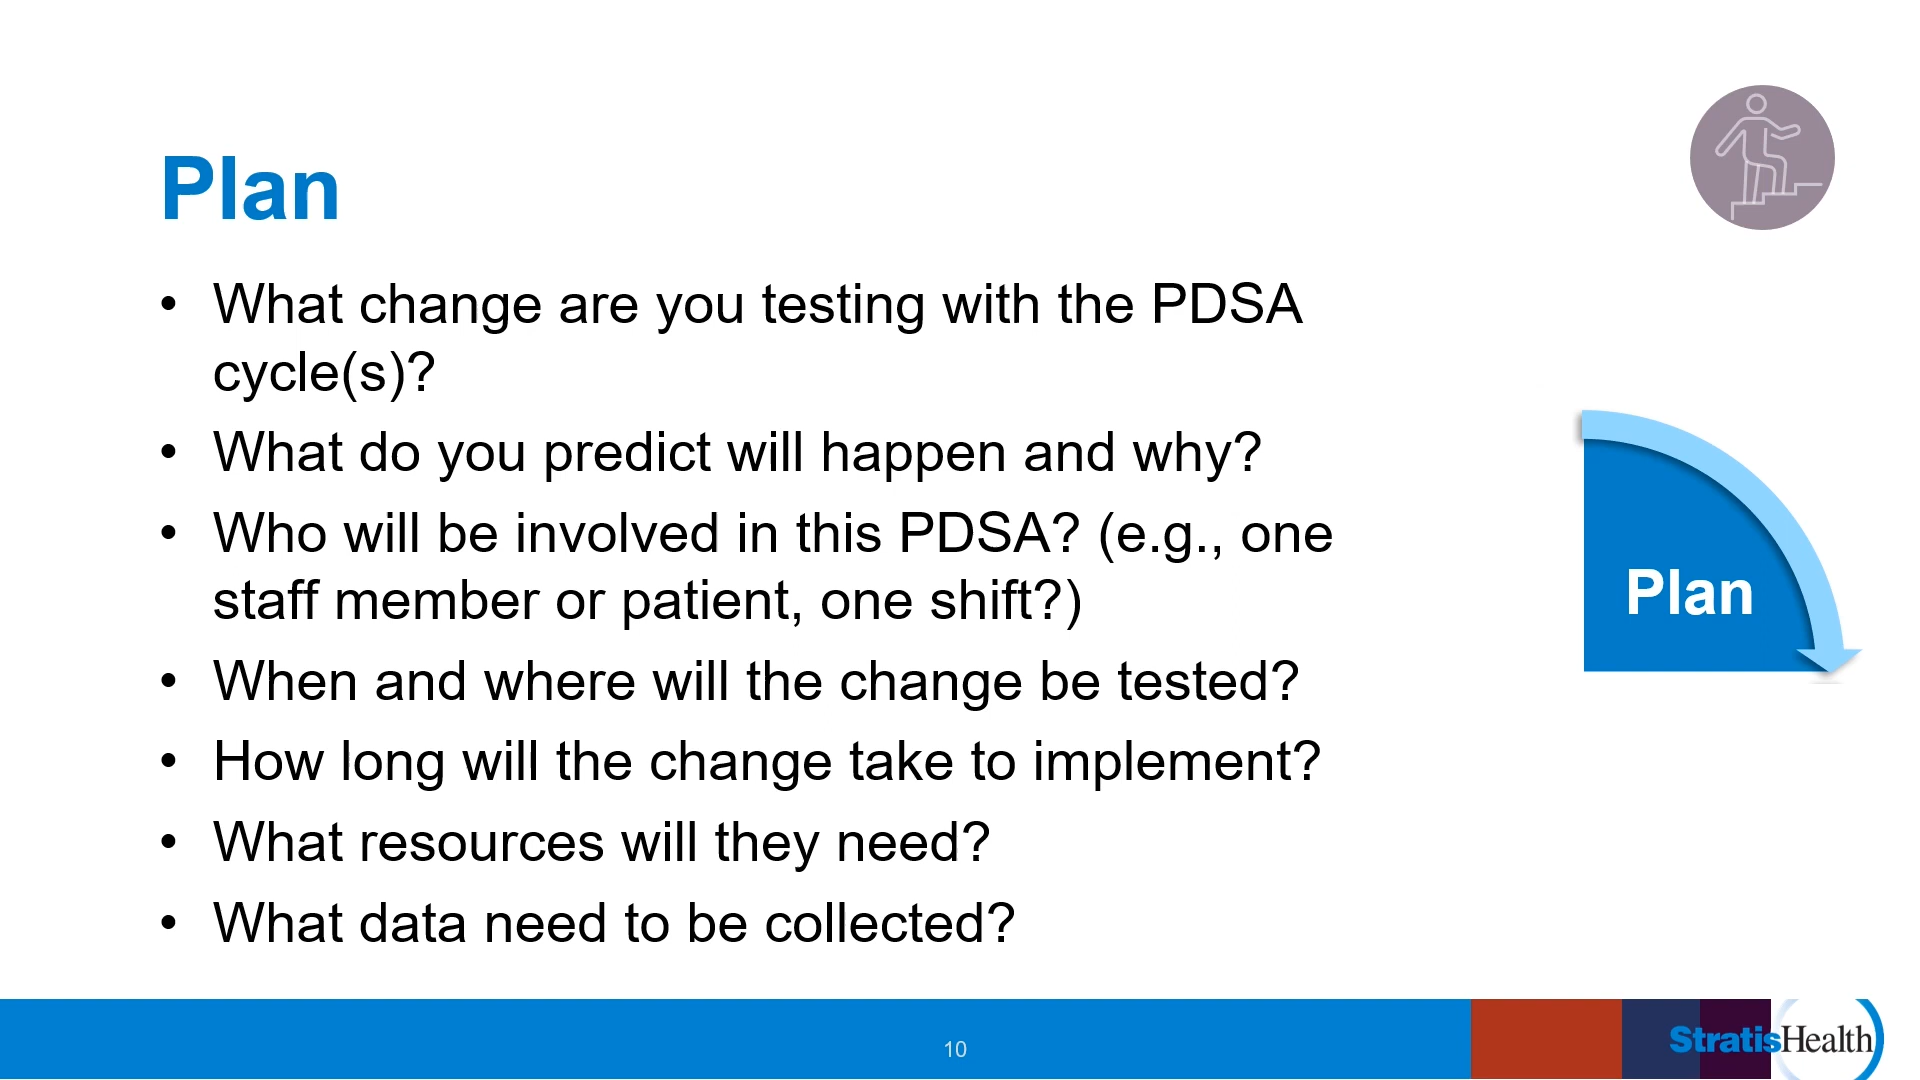 Plan
• What change are you testing with the PDSA
cycle(s)?
• What do you predict will happen and why?
• Who will be involved in this PDSA? (e.g., one
staff member or patient, one shift?)
• When and where will the change be tested?
• How long will the change take to implement?
• What resources will they need?
• What data need to be collected?
Plan
10
StratisHealth